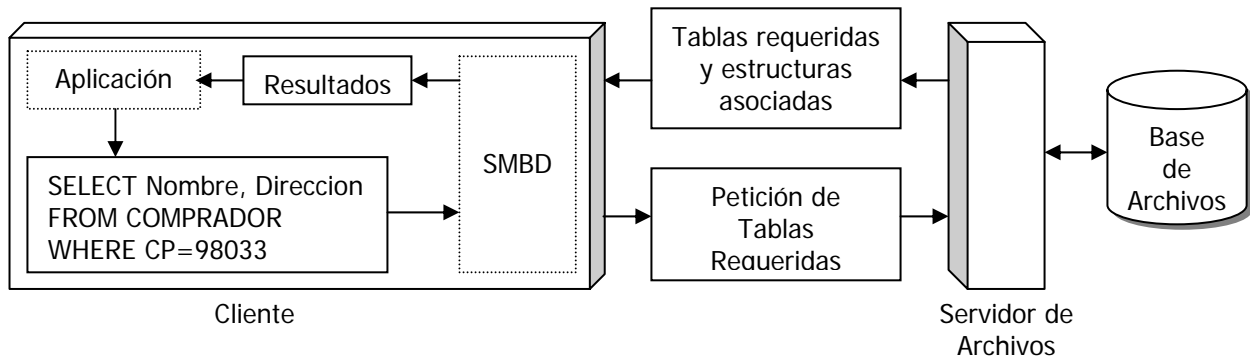 Aplicación
Resultados
SELECT Nombre, Direccion
FROM COMPRADOR
WHERE CP=98033
SMBD
Cliente
Tablas requeridas
y estructuras
asociadas
Petición de
Tablas
Requeridas
Servidor de
Archivos
Base
de
Archivos